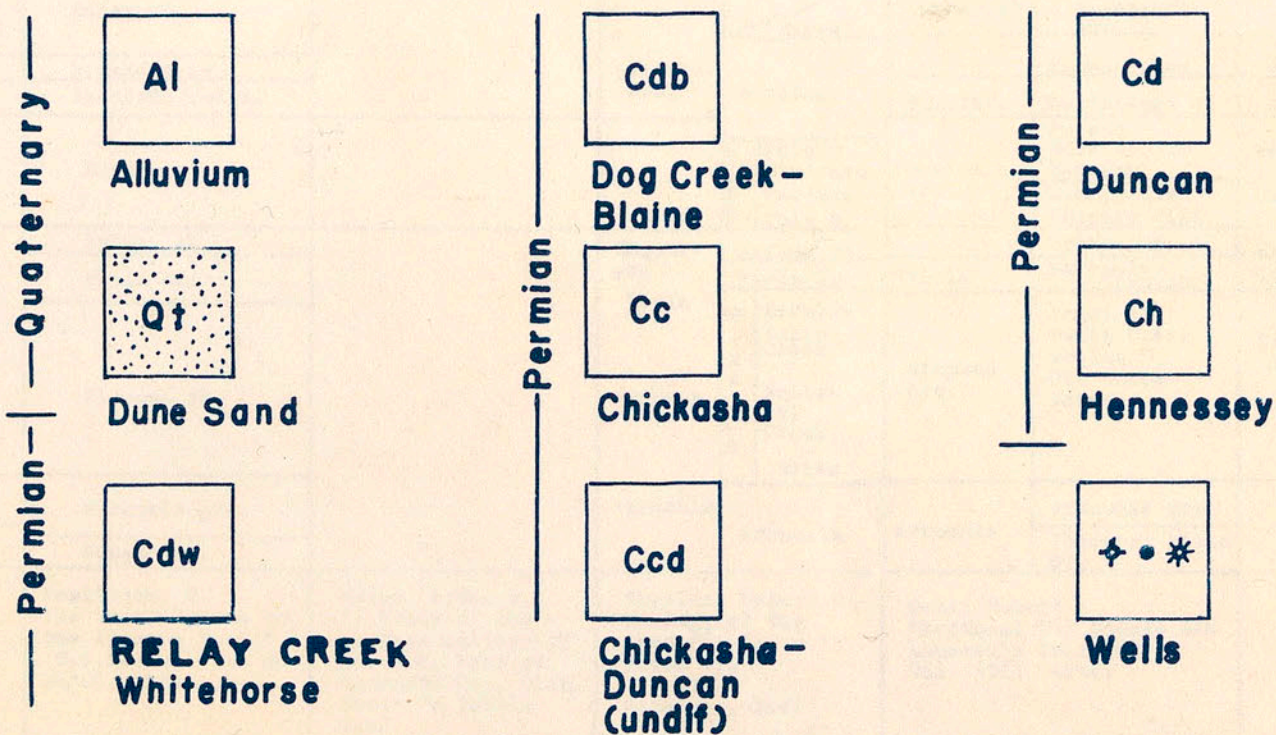 Quaternary
Al
Alluvium
Qt
Dune Sand
Permian
Cdw
RELAY CREEK
Whitehorse
Permian
Cdb
Dog Creek-
Blaine
Cc
Chickasha
Ccd
Chickasha-
Duncan
(undif)
Permian
Cd
Duncan
Ch
Hennessey
Wells